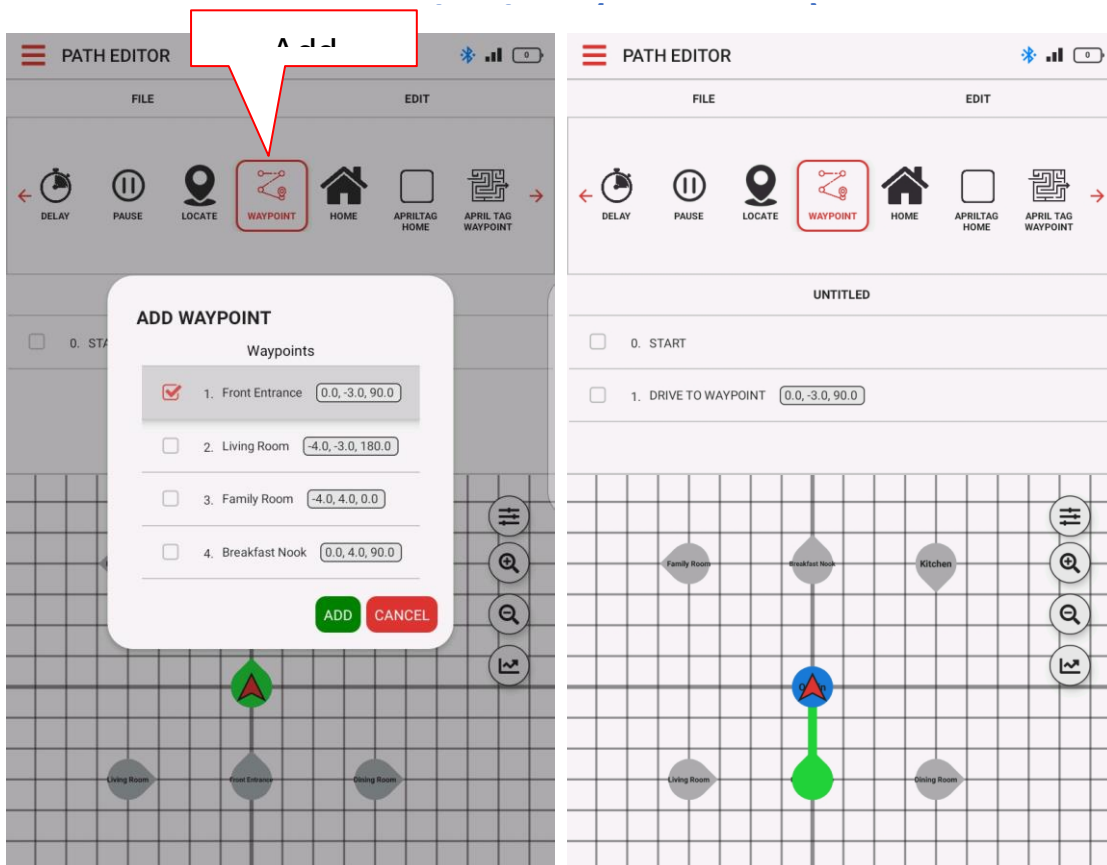 PATH EDITOR
0
FILE EDIT
DELAY PAUSE LOCATE WAYPOINT HOME APRILTAG HOME APRIL TAG WAYPOINT
0. STA
ADD WAYPOINT
Waypoints
1. Front Entrance 0.0, -3.0, 90.0
2. Living Room -4.0, -3.0, 180.0
3. Family Room -4.0, 4.0, 0.0
4. Breakfast Nook 0.0, 4.0, 90.0
ADD CANCEL
Living Room Front Entrance Dining Room
PATH EDITOR
0
FILE EDIT
DELAY PAUSE LOCATE WAYPOINT HOME APRILTAG HOME APRIL TAG WAYPOINT
UNTITLED
0. START
1. DRIVE TO WAYPOINT 0.0, -3.0, 90.0
Family Room Breakfast Nook Kitchen
Living Room Dining Room